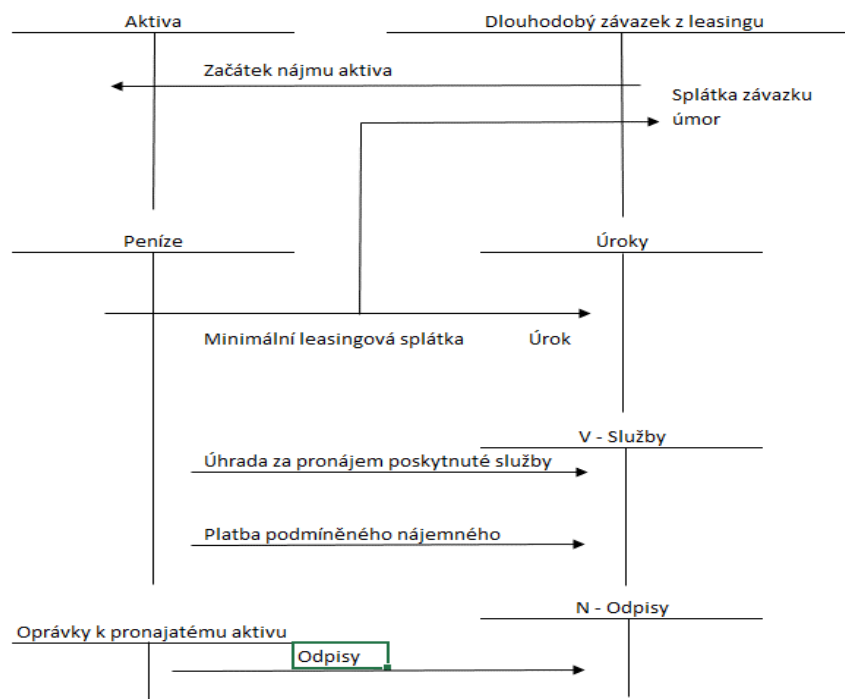 Aktiva
Dlouhodobý závazek z leasingu
Začátek nájmu aktiva
Splátka závazku
úmor
Peníze
Úroky
Minimální leasingová splátka
Úrok
V - Služby
Úhrada za pronájem poskytnuté služby
Platba podmíněného nájemného
N - Odpisy
Oprávky k pronajatému aktivu
Odpisy